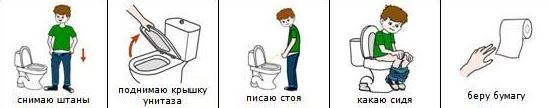 снимаю штаны
поднимаю крышку
унитаза
писаю стоя
какаю сидя
беру бумагу